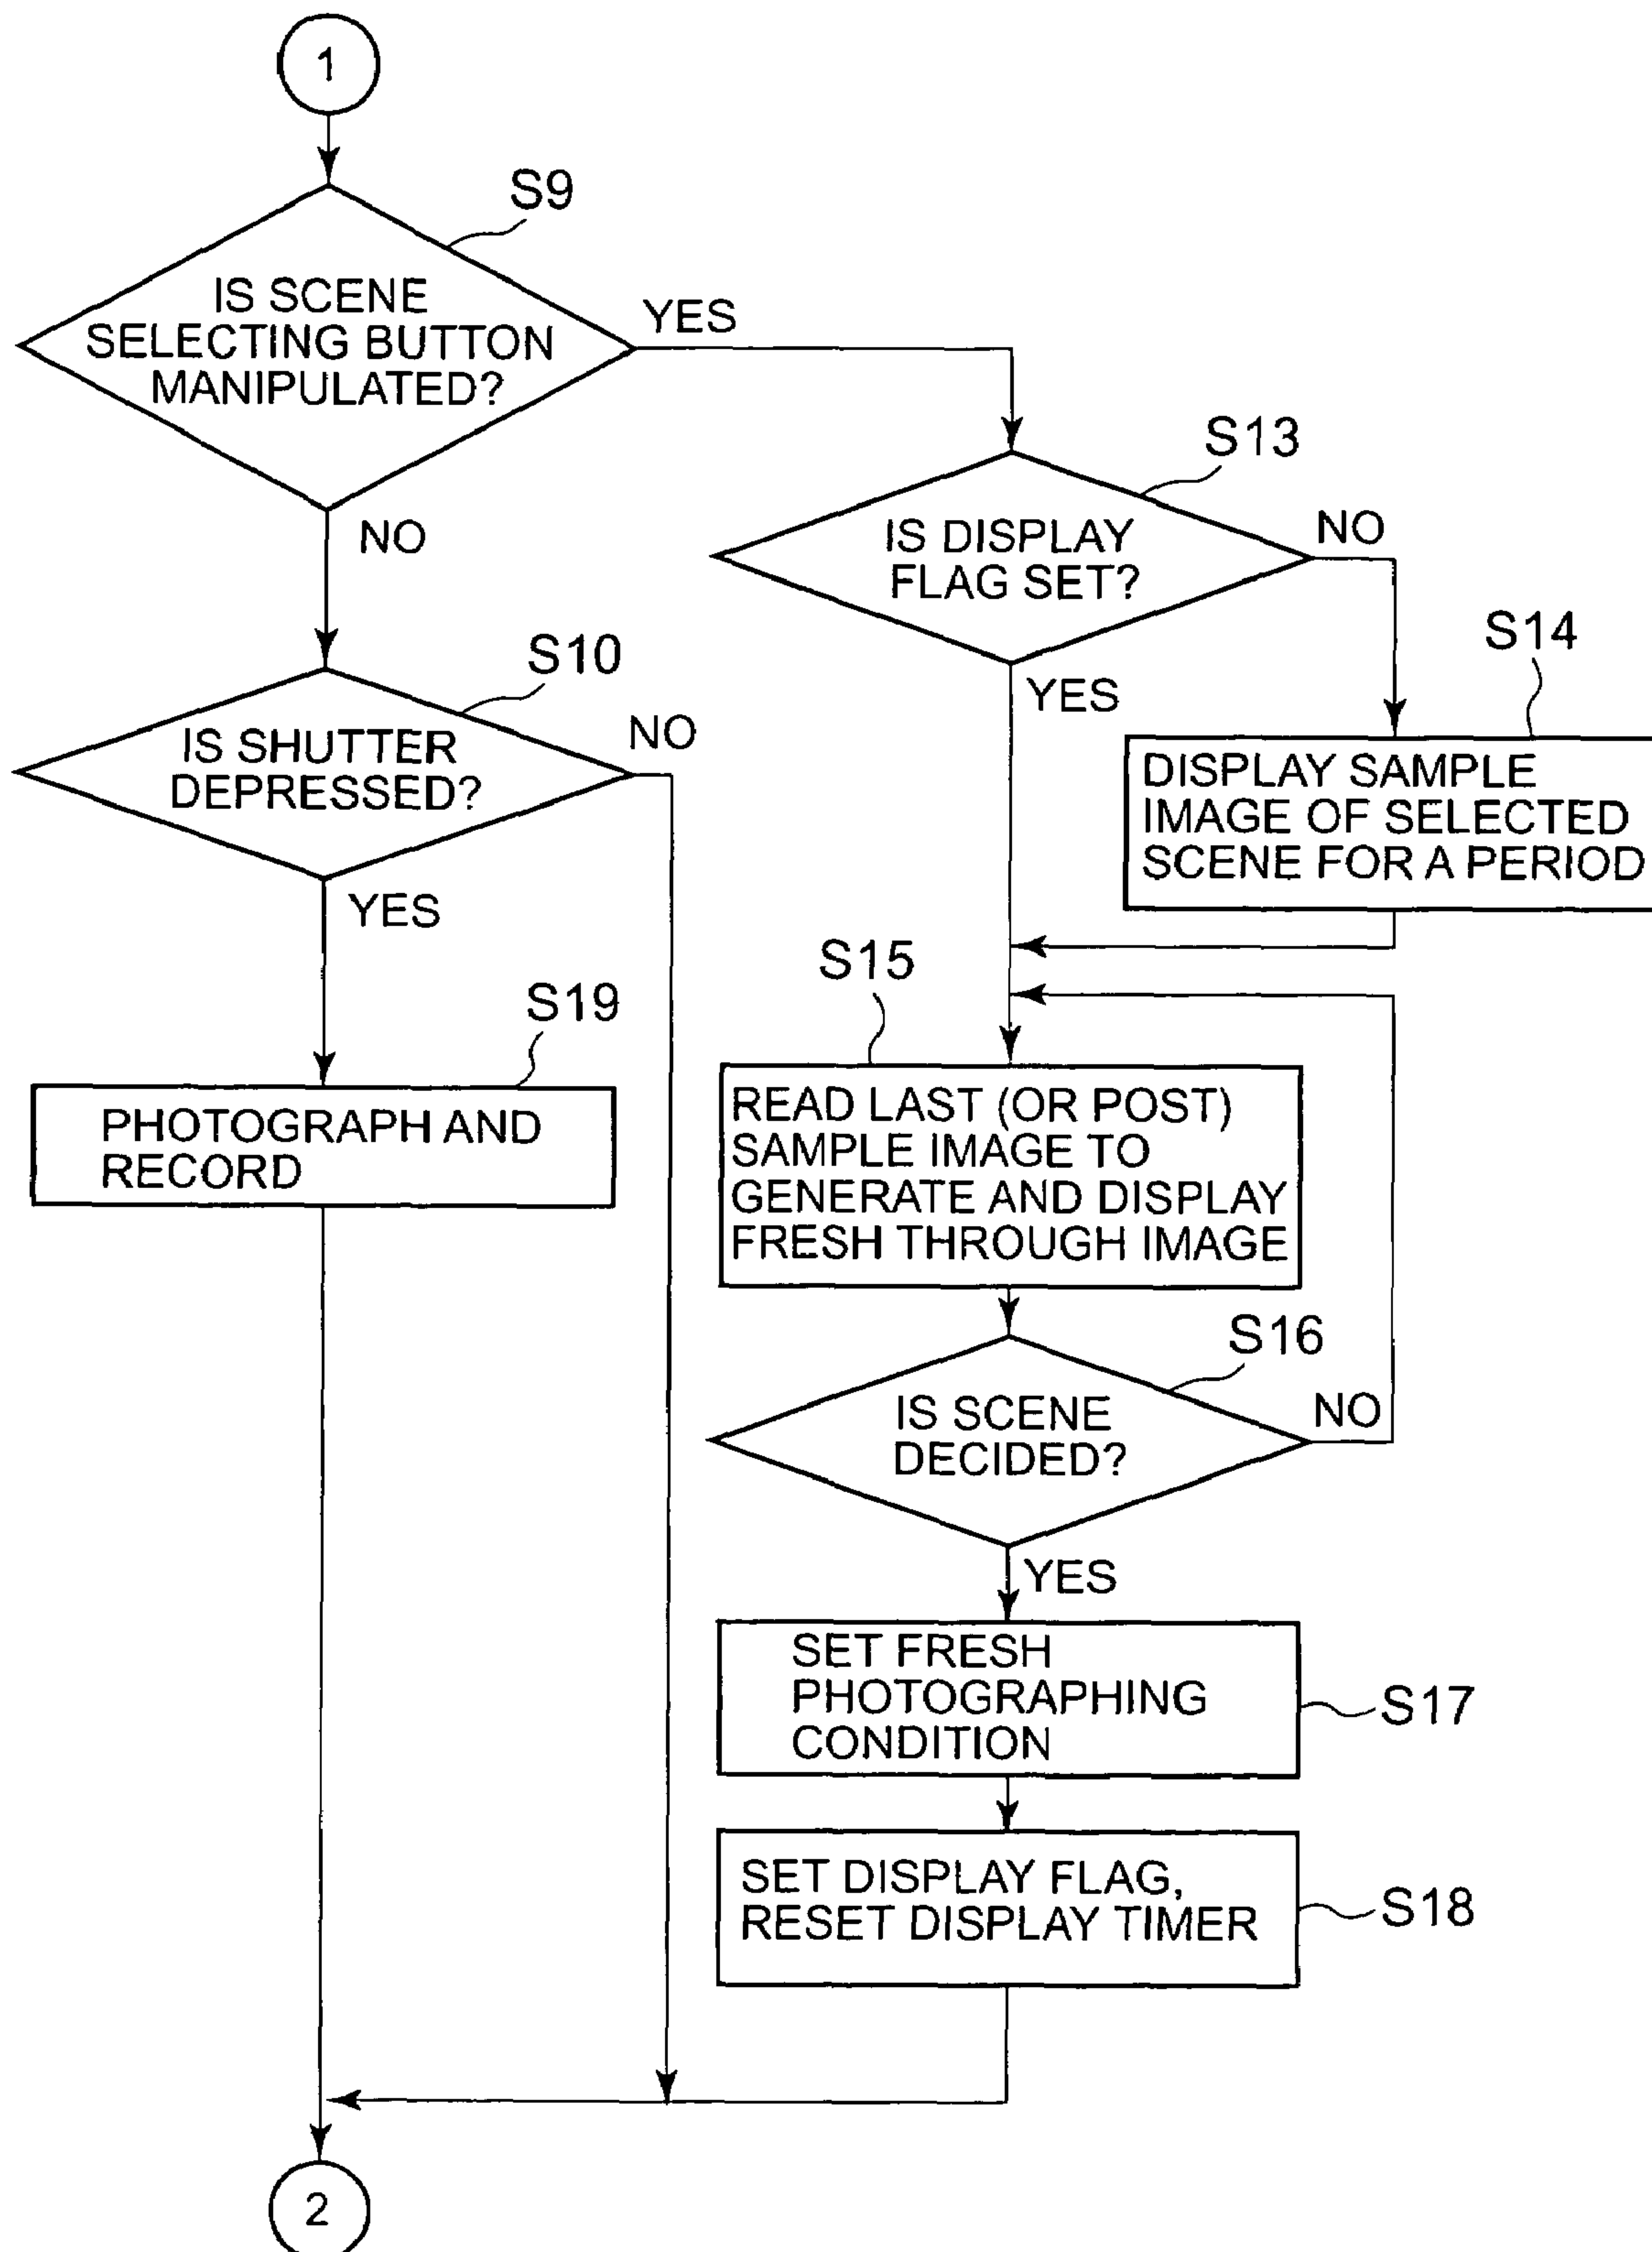 1
S9
IS SCENE
SELECTING BUTTON
MANIPULATED?
YES
NO
S13
IS DISPLAY
FLAG SET?
NO
YES
S14
DISPLAY SAMPLE
IMAGE OF SELECTED
SCENE FOR A PERIOD
S10
IS SHUTTER
DEPRESSED?
NO
YES
S19
PHOTOGRAPH AND
RECORD
S15
READ LAST (OR POST)
SAMPLE IMAGE TO
GENERATE AND DISPLAY
FRESH THROUGH IMAGE
S16
IS SCENE
DECIDED?
NO
YES
SET FRESH
PHOTOGRAPHING
CONDITION
S17
SET DISPLAY FLAG,
RESET DISPLAY TIMER
S18
2